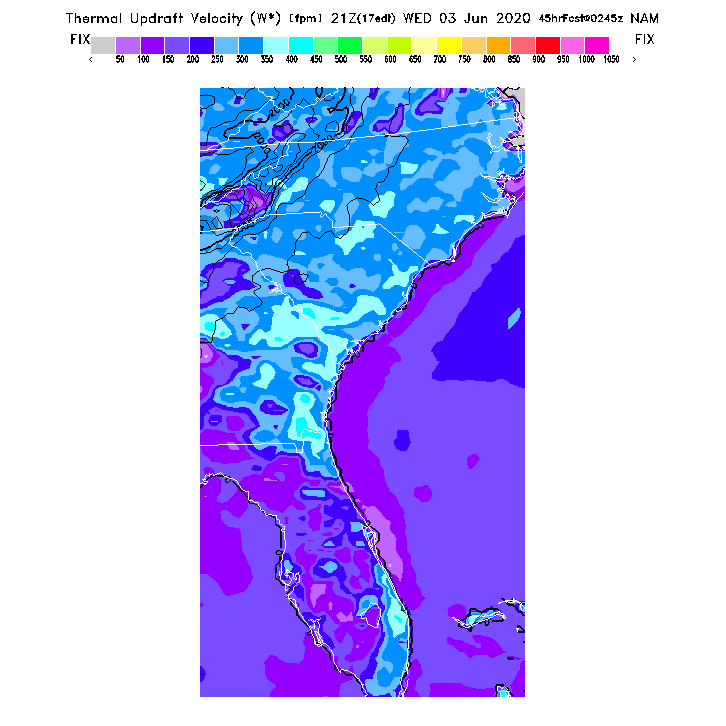 Thermal Updraft Velocity (W*) [fpm] 21Z(17edt) WED 03 Jun 2020 45hrFcst@0245z NAM
FIX FIX
< 50 100 150 200 250 300 350 400 450 500 550 600 650 700 750 800 850 900 950 1000 1050 >